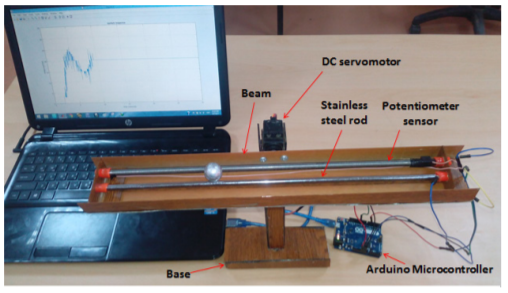 DC servomotor
Beam
Stainless
steel rod
Potentiometer
sensor
Base
Arduino Microcontroller